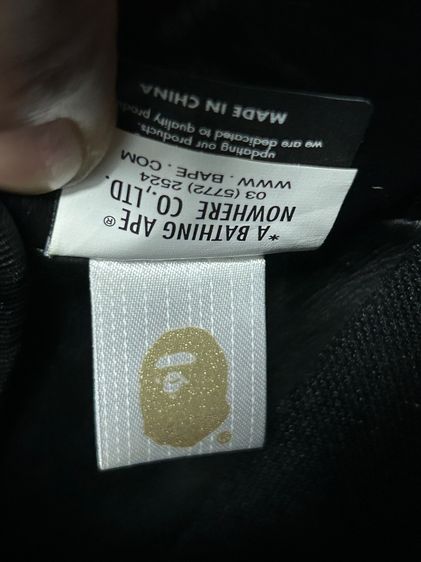 * A BATHING APE®
NOWHERE CO., LTD.
03 (5772) 2524
WWW . BAPE . COM
updating our products.
we are dedicated to quality produ
MADE IN CHINA
®